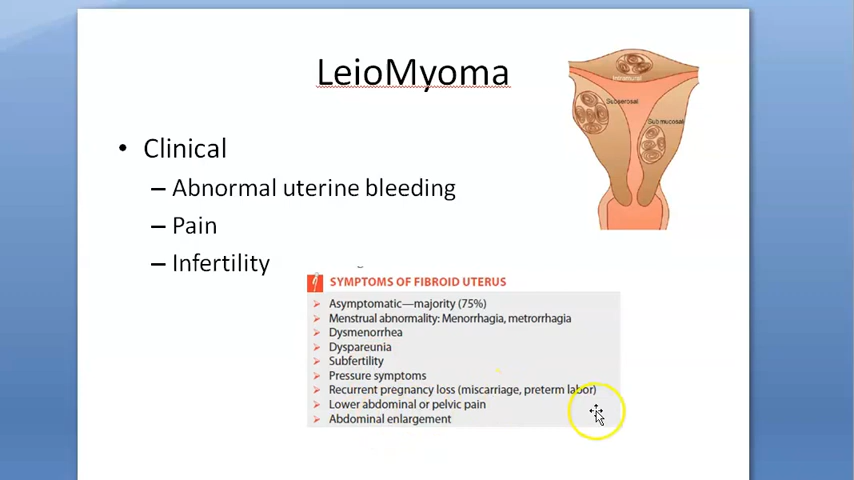 LeioMyoma
Intramural
Subserosal
Submucosal
• Clinical
– Abnormal uterine bleeding
– Pain
– Infertility
SYMPTOMS OF FIBROID UTERUS
Asymptomatic—majority (75%)
Menstrual abnormality: Menorrhagia, metrorrhagia
Dysmenorrhea
Dyspareunia
Subfertility
Pressure symptoms
Recurrent pregnancy loss (miscarriage, preterm labor)
Lower abdominal or pelvic pain
Abdominal enlargement